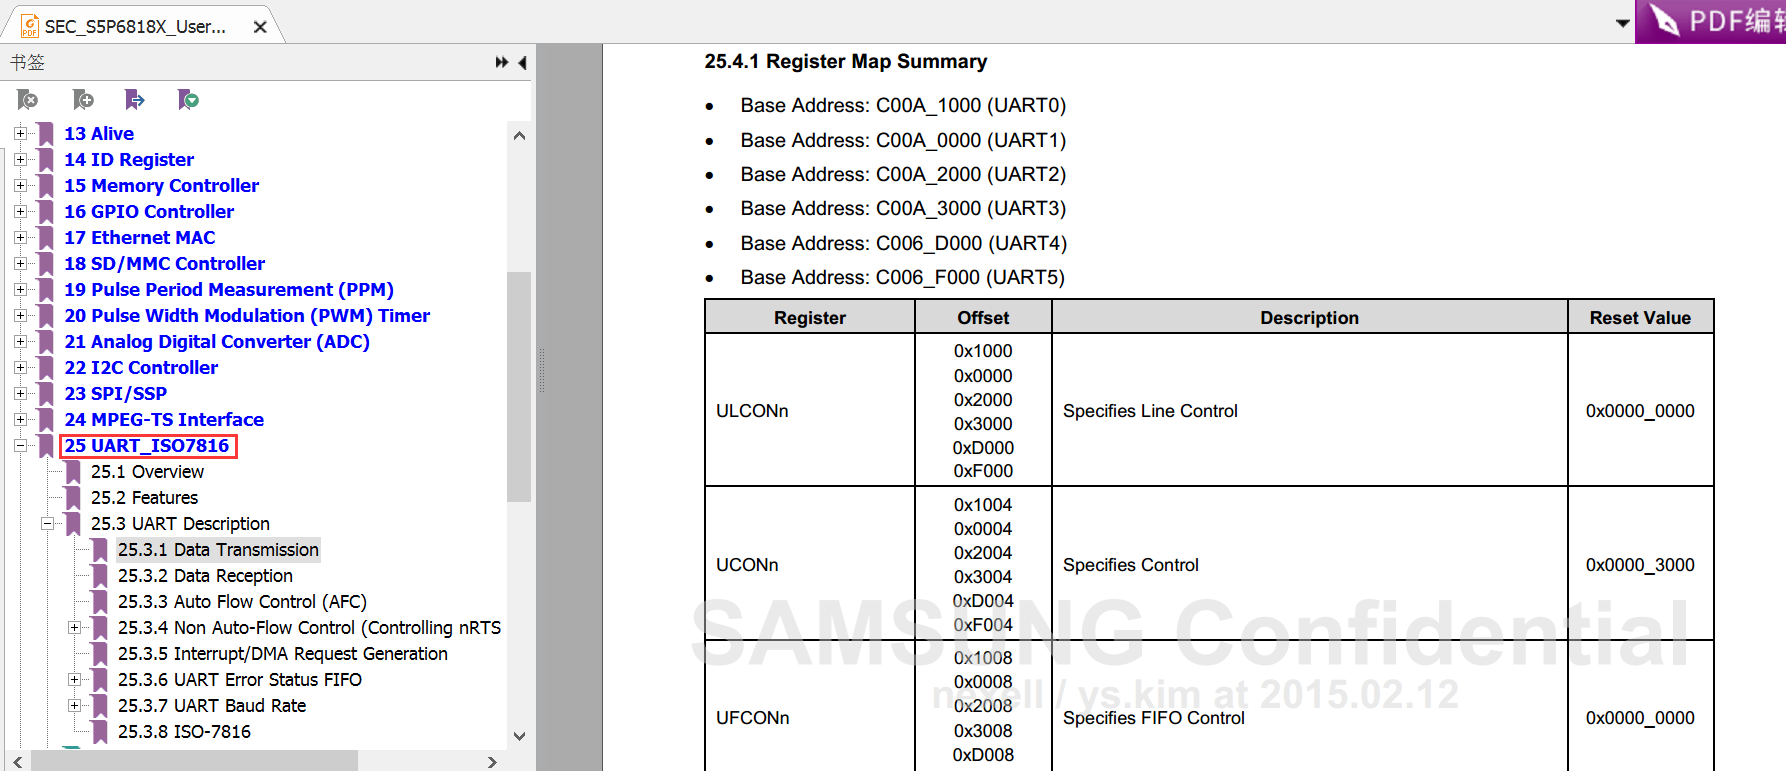 SEC_S5P6818X_User...
PDF编辑
书签
13 Alive
14 ID Register
15 Memory Controller
16 GPIO Controller
17 Ethernet MAC
18 SD/MMC Controller
19 Pulse Period Measurement (PPM)
20 Pulse Width Modulation (PWM) Timer
21 Analog Digital Converter (ADC)
22 I2C Controller
23 SPI/SSP
24 MPEG-TS Interface
25 UART_ISO7816
25.1 Overview
25.2 Features
25.3 UART Description
25.3.1 Data Transmission
25.3.2 Data Reception
25.3.3 Auto Flow Control (AFC)
25.3.4 Non Auto-Flow Control (Controlling nRTS
25.3.5 Interrupt/DMA Request Generation
25.3.6 UART Error Status FIFO
25.3.7 UART Baud Rate
25.3.8 ISO-7816
25.4.1 Register Map Summary
• Base Address: C00A_1000 (UART0)
• Base Address: C00A_0000 (UART1)
• Base Address: C00A_2000 (UART2)
• Base Address: C00A_3000 (UART3)
• Base Address: C006_D000 (UART4)
• Base Address: C006_F000 (UART5)
Register Offset Description Reset Value
0x1000
0x0000
0x2000
ULCONn Specifies Line Control 0x0000_0000
0x3000
0xD000
0xF000
0x1004
0x0004
0x2004
UCONn Specifies Control 0x0000_3000
0x3004
0xD004
0xF004
SAMSUNG Confidential
0x1008
0x0008
nexell / ys.kim at 2015.02.12
0x2008
UFCONn Specifies FIFO Control 0x0000_0000
0x3008
0xD008